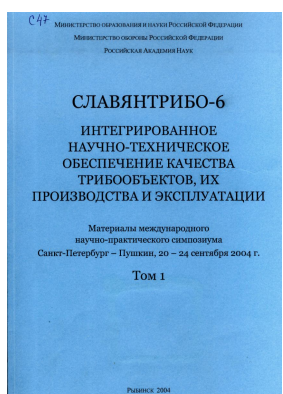 С47
Министерство образования и науки Российской Федерации
Министерство обороны Российской Федерации
Российская Академия Наук
СЛАВЯНТРИБО-6
ИНТЕГРИРОВАННОЕ
НАУЧНО-ТЕХНИЧЕСКОЕ
ОБЕСПЕЧЕНИЕ КАЧЕСТВА
ТРИБООБЪЕКТОВ, ИХ
ПРОИЗВОДСТВА И ЭКСПЛУАТАЦИИ
Материалы международного
научно-практического симпозиума
Санкт-Петербург – Пушкин, 20 – 24 сентября 2004 г.
Том 1
Рыбинск 2004